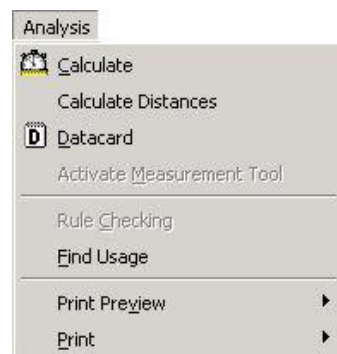 Analysis
Calculate
Calculate Distances
D Datacard
Activate Measurement Tool
Rule Checking
Find Usage
Print Preview
Print